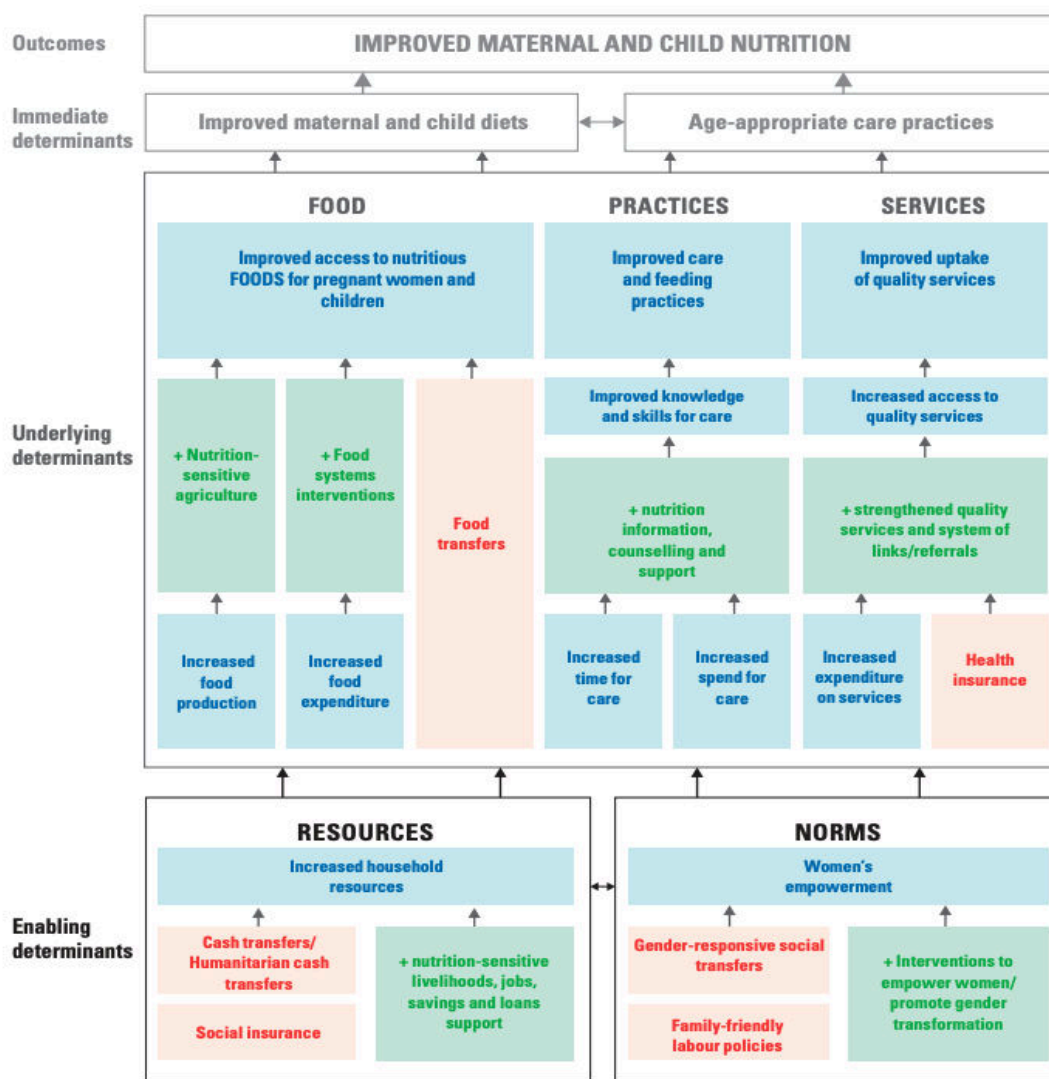 Outcomes
IMPROVED MATERNAL AND CHILD NUTRITION
Immediate
determinants
Improved maternal and child diets
Age-appropriate care practices
Underlying
determinants
FOOD
Improved access to nutritious
FOODS for pregnant women and
children
+ Nutrition-
sensitive
agriculture
+ Food
systems
interventions
Food
transfers
Increased
food
production
Increased
food
expenditure
PRACTICES
Improved care
and feeding
practices
Improved knowledge
and skills for care
+ nutrition
information,
counselling and
support
Increased
time for
care
Increased
spend for
care
SERVICES
Improved uptake
of quality services
Increased access to
quality services
+ strengthened quality
services and system of
links/referrals
Increased
expenditure
on services
Health
insurance
Enabling
determinants
RESOURCES
Increased household
resources
Cash transfers/
Humanitarian cash
transfers
Social insurance
+ nutrition-sensitive
livelihoods, jobs,
savings and loans
support
NORMS
Women's
empowerment
Gender-responsive social
transfers
Family-friendly
labour policies
+ Interventions to
empower women/
promote gender
transformation